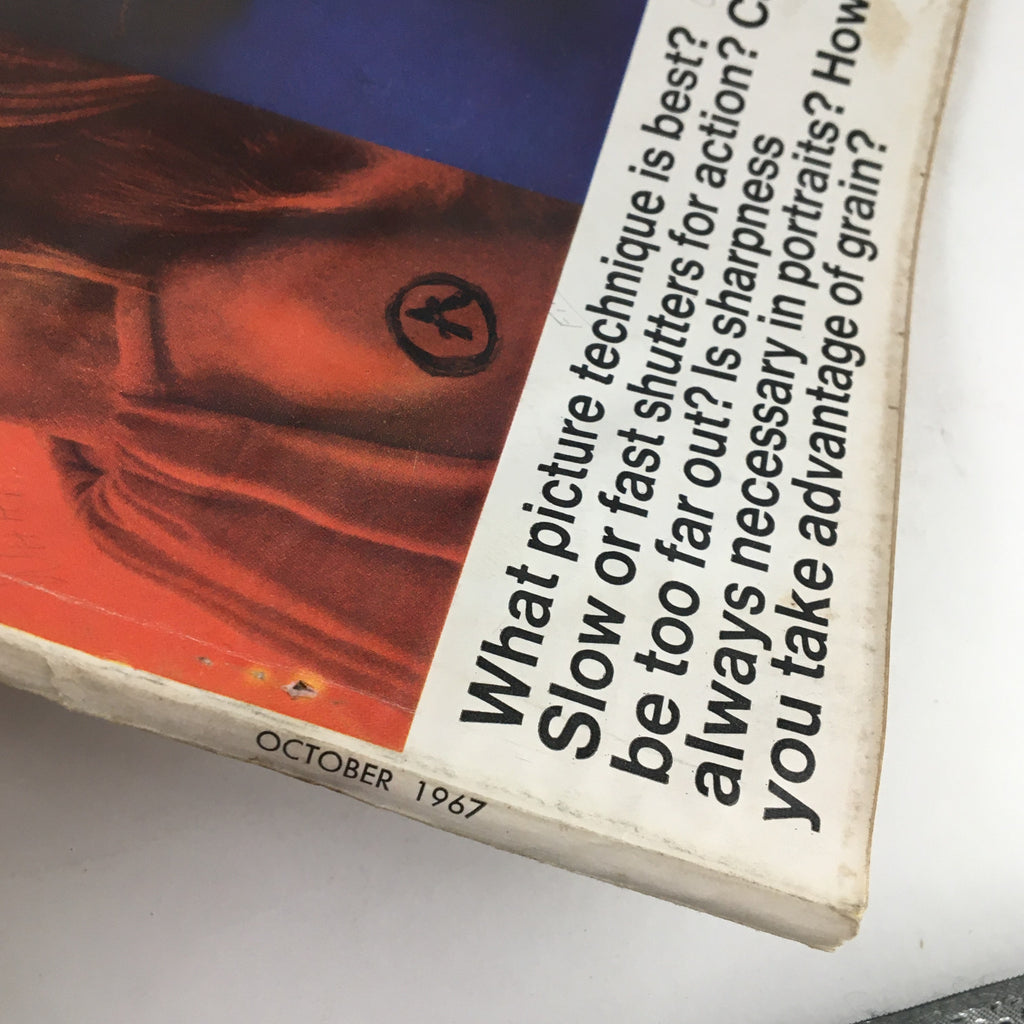 What picture technique is best?
Slow or fast shutters for action? C
be too far out? Is sharpness
always necessary in portraits? How
you take advantage of grain?
OCTOBER 1967